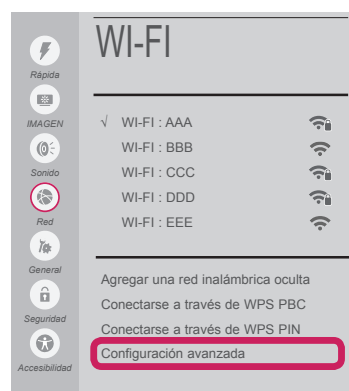 WI-FI
Rápida
IMAGEN
Sonido
Red
General
Seguridad
Accesibilidad
√ WI-FI : AAA
WI-FI : BBB
WI-FI : CCC
WI-FI : DDD
WI-FI : EEE
Agregar una red inalámbrica oculta
Conectarse a través de WPS PBC
Conectarse a través de WPS PIN
Configuración avanzada